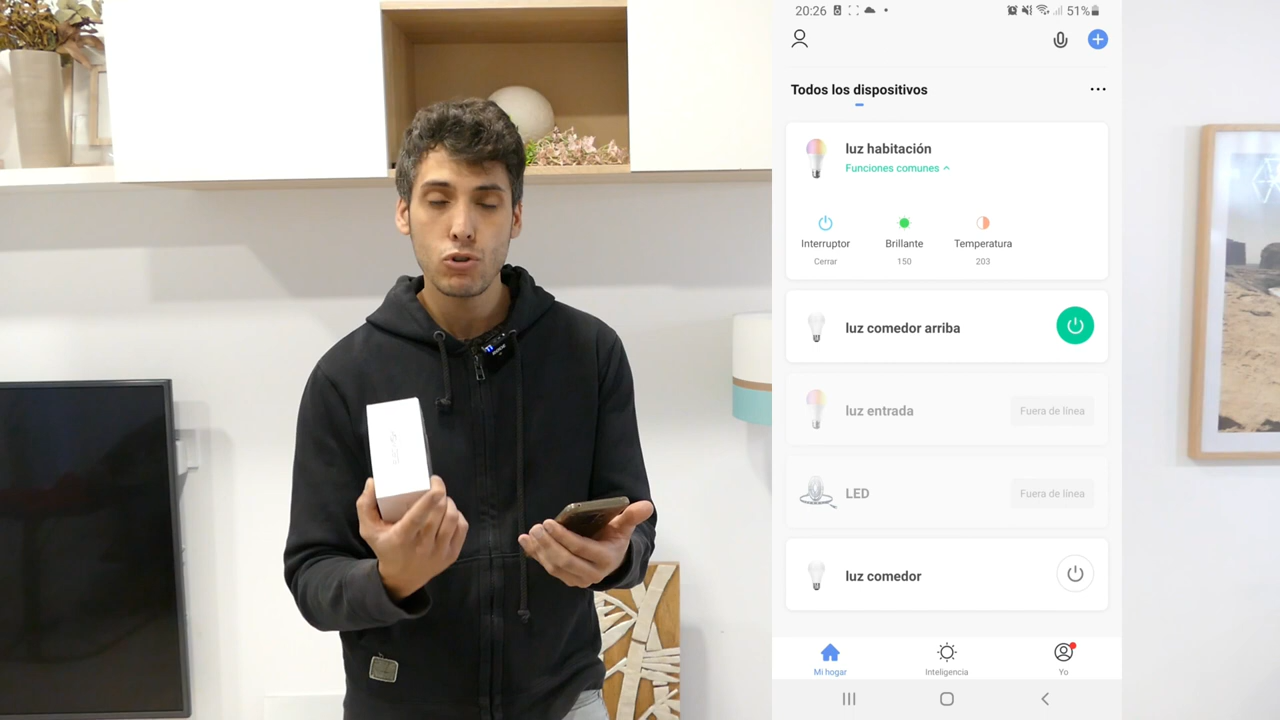 20:26
51%
Todos los dispositivos
luz habitación
Funciones comunes
Interruptor
Brillante
Temperatura
Cerrar
150
203
luz comedor arriba
luz entrada
Fuera de línea
LED
Fuera de línea
luz comedor
Mi hogar
Inteligencia
Yo